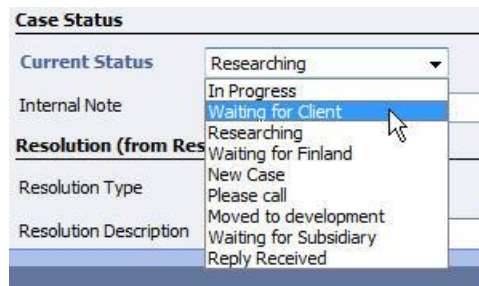 Case Status
Current Status Researching
In Progress
Internal Note Waiting for Client
Researching
Resolution (from Res Waiting for Finland
New Case
Resolution Type Please call
Moved to development
Resolution Description Waiting for Subsidiary
Reply Received